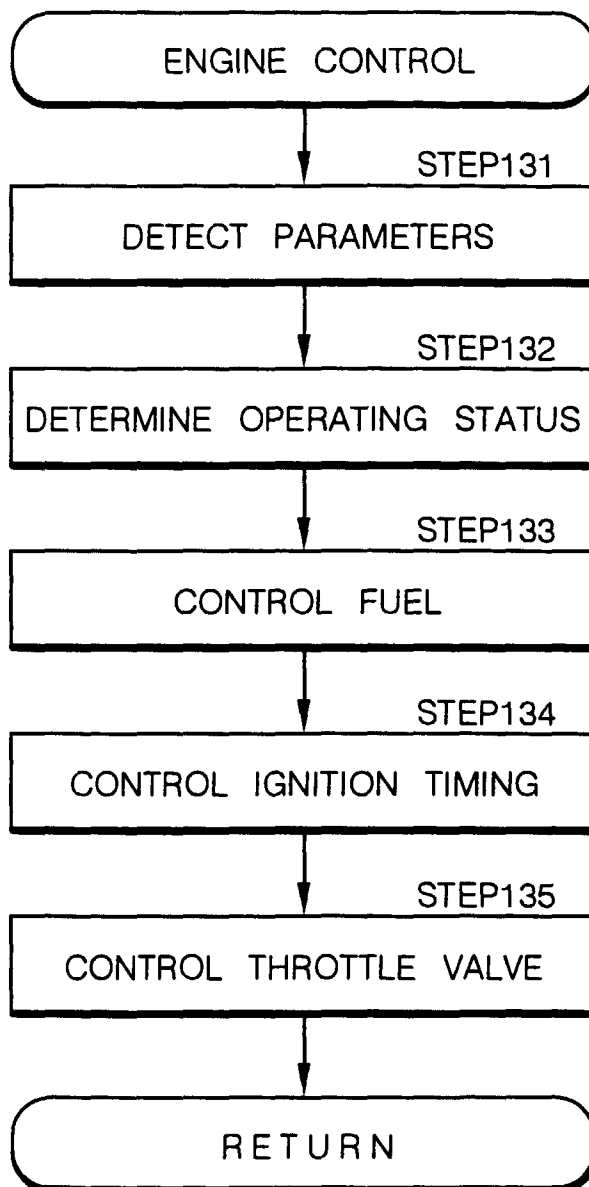 ENGINE CONTROL
STEP131
DETECT PARAMETERS
STEP132
DETERMINE OPERATING STATUS
STEP133
CONTROL FUEL
STEP134
CONTROL IGNITION TIMING
STEP135
CONTROL THROTTLE VALVE
RETURN